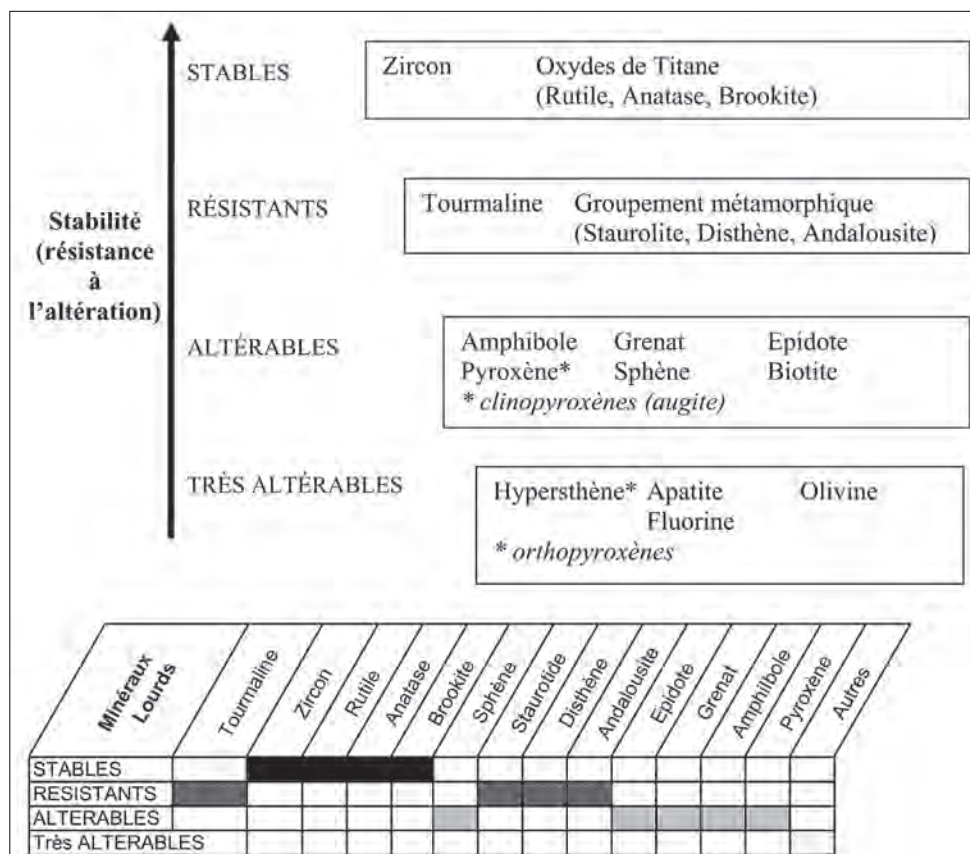 STABLES
Zircon Oxydes de Titane
(Rutile, Anatase, Brookite)
Stabilité
(résistance
à
l'altération)
RÉSISTANTS
Tourmaline Groupement métamorphique
(Staurolite, Disthène, Andalousite)
ALTÉRABLES
Amphibole Grenat Epidote
Pyroxène* Sphène Biotite
* clinopyroxènes (augite)
TRÈS ALTÉRABLES
Hypersthène* Apatite Olivine
Fluorine
* orthopyroxènes
Minéraux
Lourds
Tourmaline
Zircon
Rutile
Anatase
Brookite
Sphène
Staurotide
Disthène
Andalousite
Epidote
Grenat
Amphilbole
Pyroxène
Autres
STABLES
RESISTANTS
ALTERABLES
Très ALTERABLES